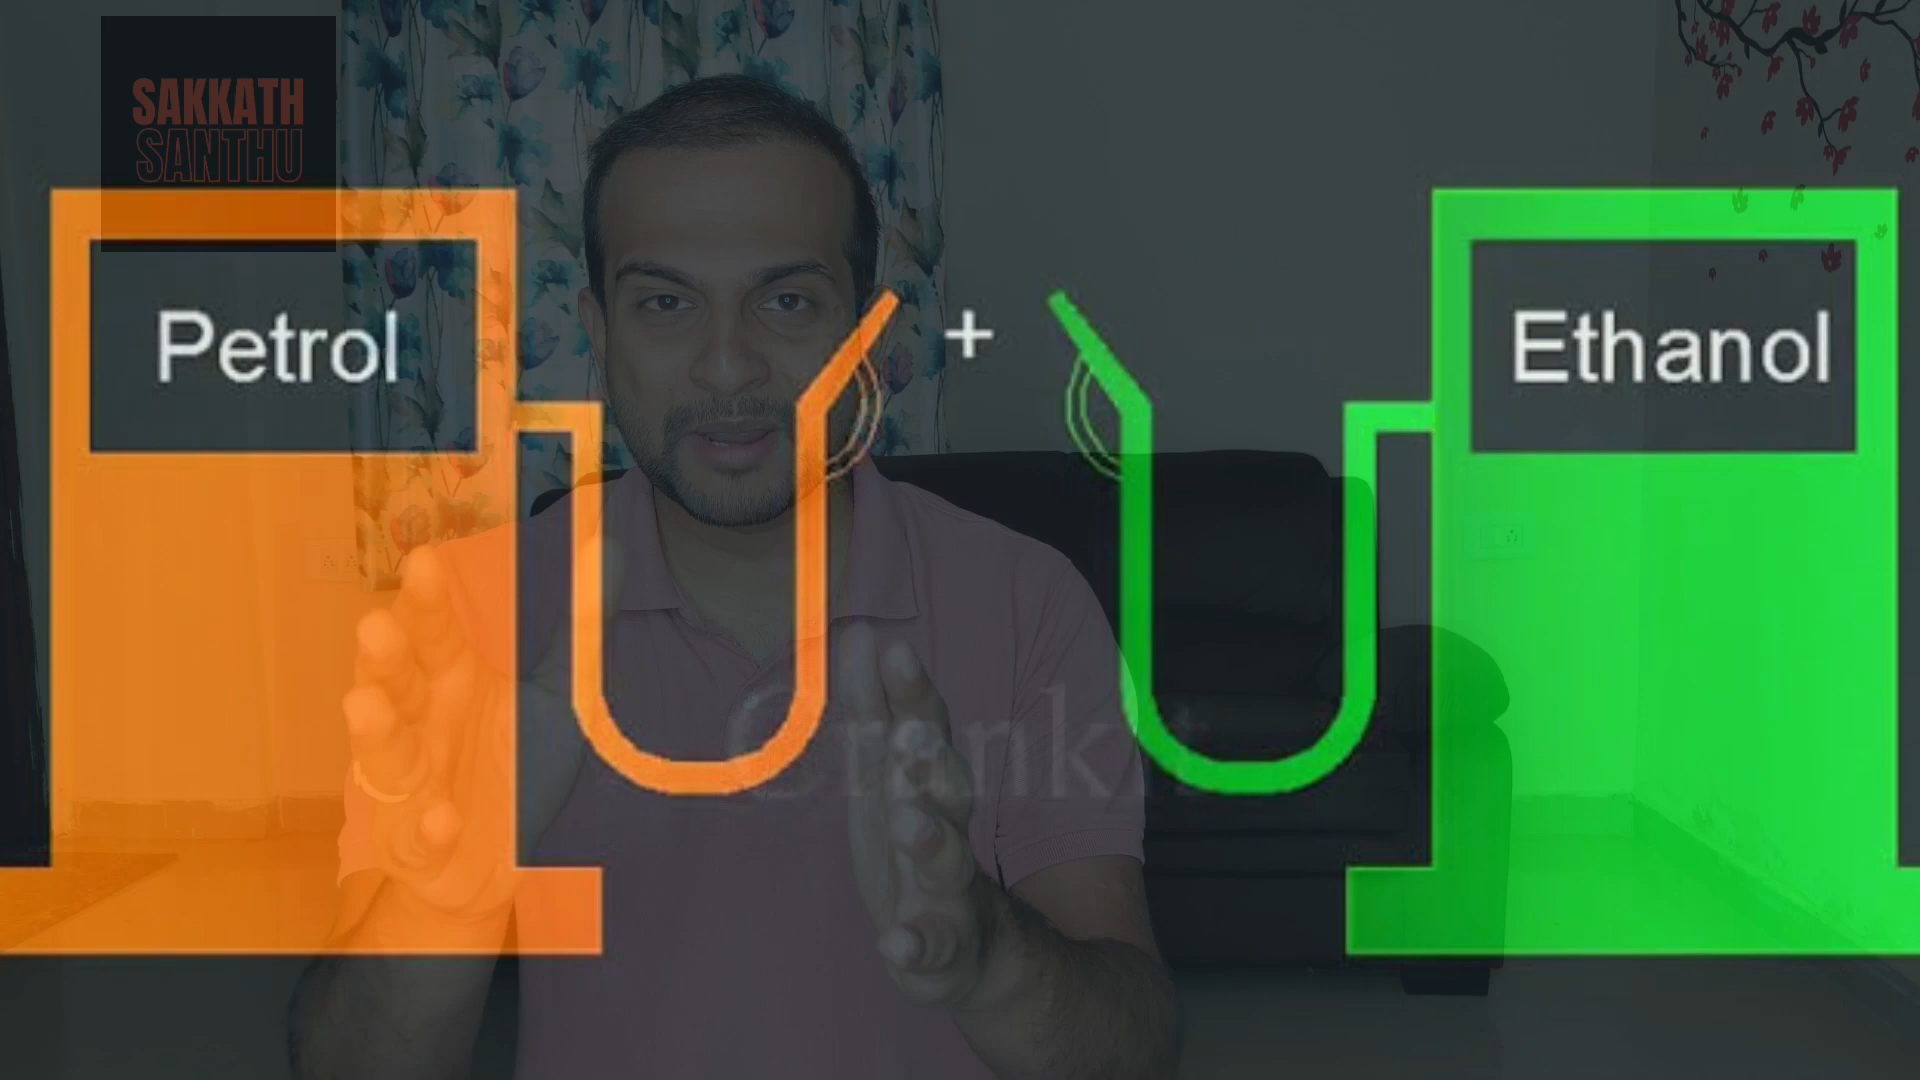 SAKKATH
SANTHU
Petrol
+
Ethanol